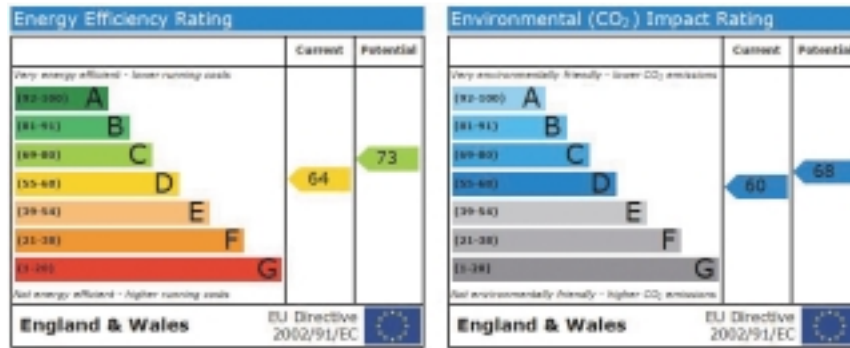 Energy Efficiency Rating
Current Potential
Very energy efficient - lower running costs
(92-100) A
(81-91) B
(69-80) C
73
(55-68) D
64
(39-54) E
(21-38) F
(1-20) G
Not energy efficient - higher running costs
England & Wales
EU Directive
2002/91/EC
Environmental (CO₂) Impact Rating
Current Potential
Very environmentally friendly - lower CO₂ emissions
(92-100) A
(81-91) B
(69-80) C
68
(55-68) D
60
(39-54) E
(21-38) F
(1-20) G
Not environmentally friendly - higher CO₂ emissions
England & Wales
EU Directive
2002/91/EC